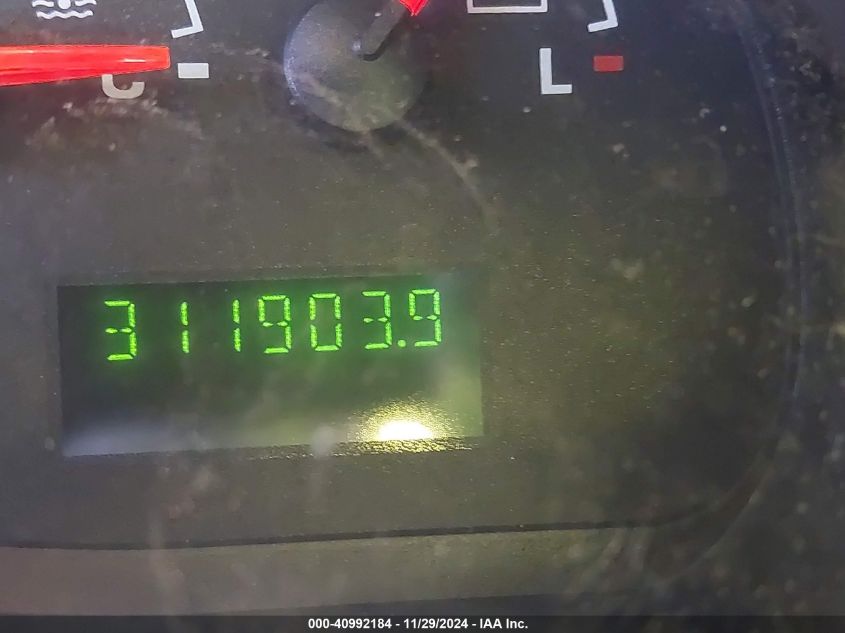 C
L
311903.9
000-40992184 - 11/29/2024 - IAA Inc.